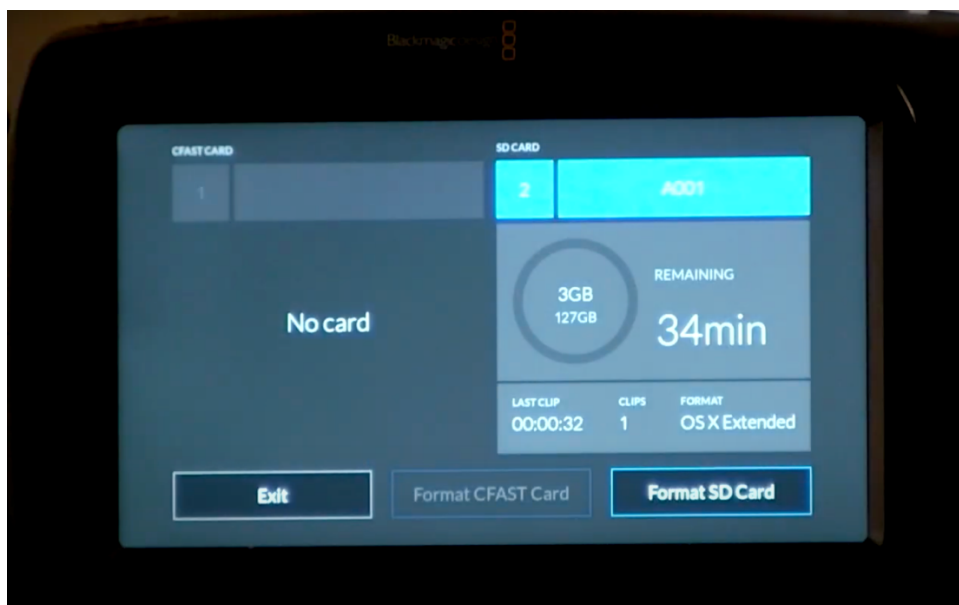 Blackmagicdesign
CFAST CARD
1
No card
SD CARD
2 A001
3GB
127GB
REMAINING
34min
LAST CLIP CLIPS FORMAT
00:00:32 1 OS X Extended
Exit Format CFAST Card Format SD Card